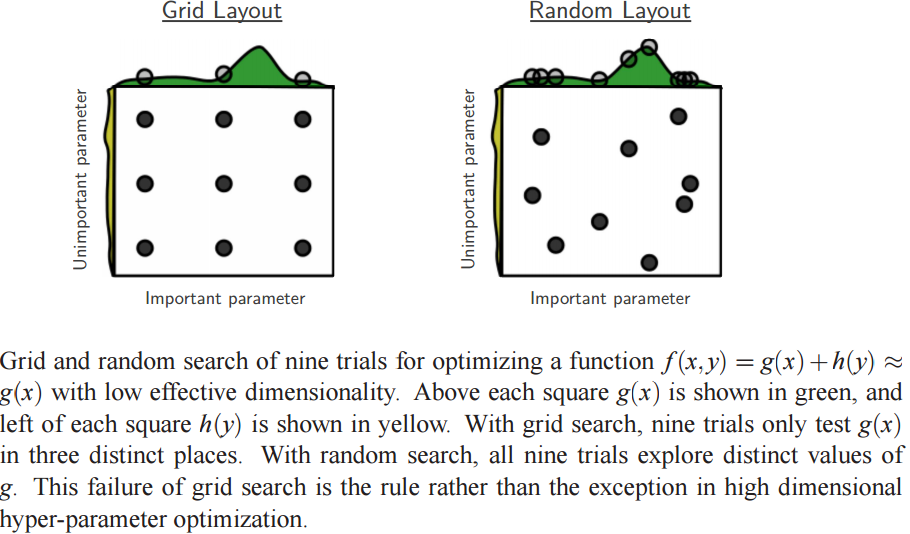 Grid Layout
Random Layout
Unimportant parameter
Important parameter
Unimportant parameter
Important parameter
Grid and random search of nine trials for optimizing a function f(x,y) = g(x)+h(y) ≈
g(x) with low effective dimensionality. Above each square g(x) is shown in green, and
left of each square h(y) is shown in yellow. With grid search, nine trials only test g(x)
in three distinct places. With random search, all nine trials explore distinct values of
g. This failure of grid search is the rule rather than the exception in high dimensional
hyper-parameter optimization.